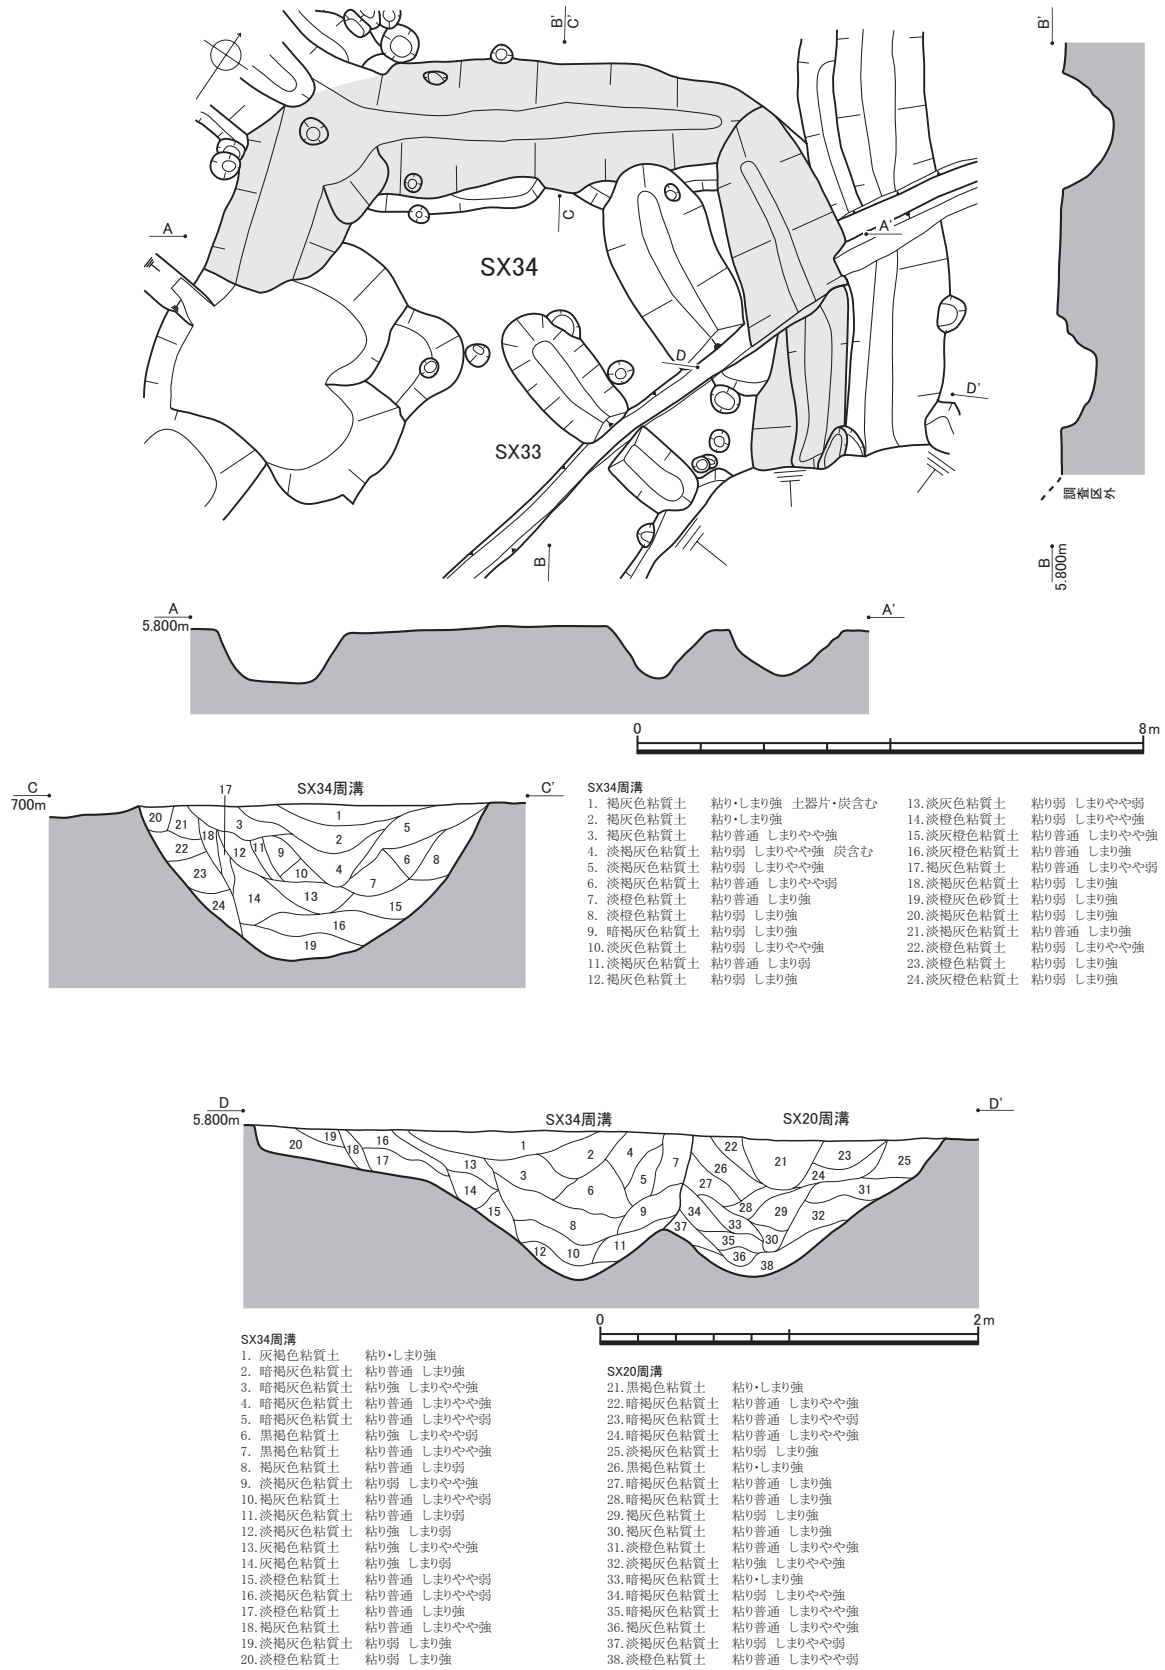 B'
C'
B'
A
C
A'
SX34
D
D'
SX33
調査区外
B
B
5.800m
A
A'
5.800m
0
8m
C
17
SX34周溝
C'
700m
20
21
18
3
1
5
22
12
11
9
2
23
10
4
6
8
24
14
13
7
15
16
19
SX34周溝
1. 褐灰色粘質土 粘り・しまり強 土器片・炭含む
2. 褐灰色粘質土 粘り・しまり強
3. 褐灰色粘質土 粘り普通 しまりやや強
4. 淡褐灰色粘質土 粘り弱 しまりやや強 炭含む
5. 淡褐灰色粘質土 粘り弱 しまりやや強
6. 淡褐灰色粘質土 粘り普通 しまりやや弱
7. 淡橙色粘質土 粘り普通 しまり強
8. 淡橙色粘質土 粘り弱 しまり強
9. 暗褐灰色粘質土 粘り弱 しまり強
10.淡灰色粘質土 粘り弱 しまりやや強
11.淡褐灰色粘質土 粘り普通 しまり弱
12.褐灰色粘質土 粘り弱 しまり強
13.淡灰色粘質土 粘り弱 しまりやや弱
14.淡橙色粘質土 粘り弱 しまりやや強
15.淡灰橙色粘質土 粘り普通 しまりやや強
16.淡灰橙色粘質土 粘り普通 しまり強
17.褐灰色粘質土 粘り普通 しまりやや弱
18.淡褐灰色粘質土 粘り弱 しまり強
19.淡橙灰色砂質土 粘り弱 しまり強
20.淡褐灰色粘質土 粘り弱 しまり強
21.淡褐灰色粘質土 粘り普通 しまり強
22.淡橙色粘質土 粘り弱 しまりやや強
23.淡橙色粘質土 粘り弱 しまり強
24.淡灰橙色粘質土 粘り弱 しまり強
D
SX34周溝
SX20周溝
D'
5.800m
20
19
18
16
17
13
14
15
1
3
2
4
5
7
6
8
9
12
10
11
22
21
23
25
26
24
27
31
28
29
32
34
33
37
35
30
36
38
0
2m
SX34周溝
1. 灰褐色粘質土 粘り・しまり強
2. 暗褐灰色粘質土 粘り普通 しまり強
3. 暗褐灰色粘質土 粘り強 しまりやや強
4. 暗褐灰色粘質土 粘り普通 しまりやや強
5. 暗褐灰色粘質土 粘り普通 しまりやや弱
6. 黒褐色粘質土 粘り強 しまりやや弱
7. 黒褐色粘質土 粘り普通 しまりやや強
8. 褐灰色粘質土 粘り普通 しまり弱
9. 淡褐灰色粘質土 粘り弱 しまりやや強
10.褐灰色粘質土 粘り普通 しまりやや弱
11.淡褐灰色粘質土 粘り普通 しまり弱
12.淡褐灰色粘質土 粘り強 しまり弱
13.灰褐色粘質土 粘り強 しまりやや強
14.灰褐色粘質土 粘り強 しまり弱
15.淡橙色粘質土 粘り普通 しまりやや弱
16.淡褐灰色粘質土 粘り普通 しまりやや弱
17.淡橙色粘質土 粘り普通 しまり強
18.褐灰色粘質土 粘り普通 しまりやや強
19.淡褐灰色粘質土 粘り弱 しまり強
20.淡橙色粘質土 粘り弱 しまり強
SX20周溝
21.黒褐色粘質土 粘り・しまり強
22.暗褐灰色粘質土 粘り普通 しまりやや強
23.暗褐灰色粘質土 粘り普通 しまりやや弱
24.暗褐灰色粘質土 粘り普通 しまりやや強
25.淡褐灰色粘質土 粘り弱 しまり強
26.黒褐色粘質土 粘り・しまり強
27.暗褐灰色粘質土 粘り普通 しまり強
28.暗褐灰色粘質土 粘り普通 しまり強
29.褐灰色粘質土 粘り弱 しまり強
30.褐灰色粘質土 粘り普通 しまり強
31.淡橙色粘質土 粘り普通 しまりやや強
32.淡褐灰色粘質土 粘り強 しまりやや強
33.暗褐灰色粘質土 粘り・しまり強
34.暗褐灰色粘質土 粘り弱 しまりやや強
35.暗褐灰色粘質土 粘り普通 しまりやや強
36.褐灰色粘質土 粘り普通 しまりやや強
37.淡褐灰色粘質土 粘り弱 しまりやや弱
38.淡橙色粘質土 粘り普通 しまりやや弱